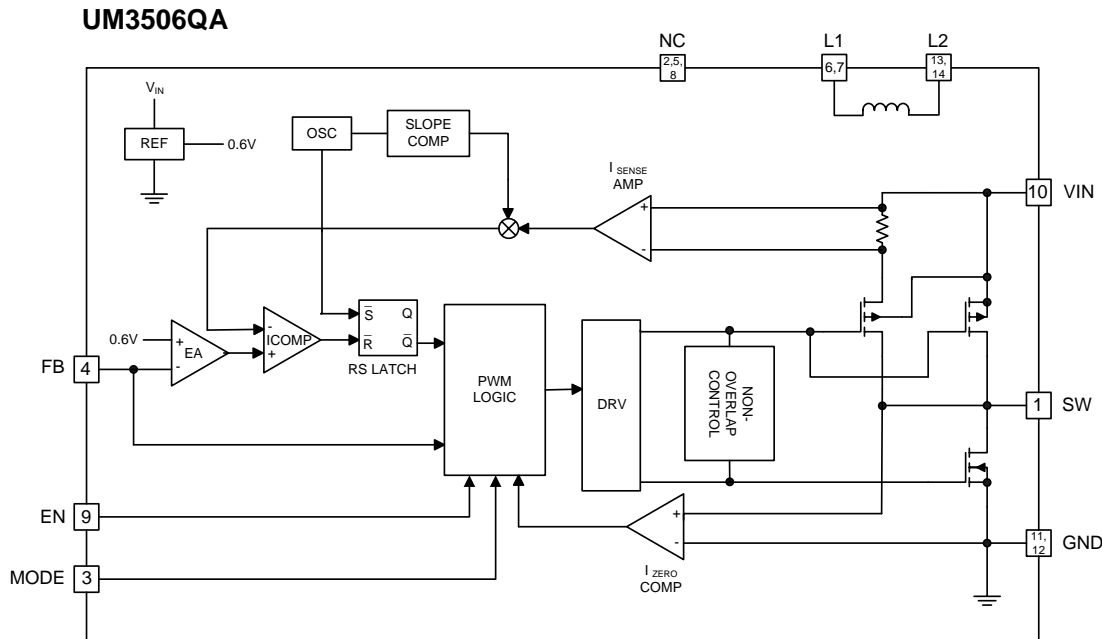 UM3506QA
NC
L1
L2
2,5,
8
6,7
13,
14
VIN
REF
0.6V
OSC
SLOPE
COMP
I SENSE
AMP
+
-
10
VIN
0.6V
+
-
EA
-
+
ICOMP
S
R
Q
Q
RS LATCH
FB
4
PWM
LOGIC
DRV
NON-
OVERLAP
CONTROL
1
SW
EN
9
+
-
I ZERO
COMP
11,
12
GND
MODE
3